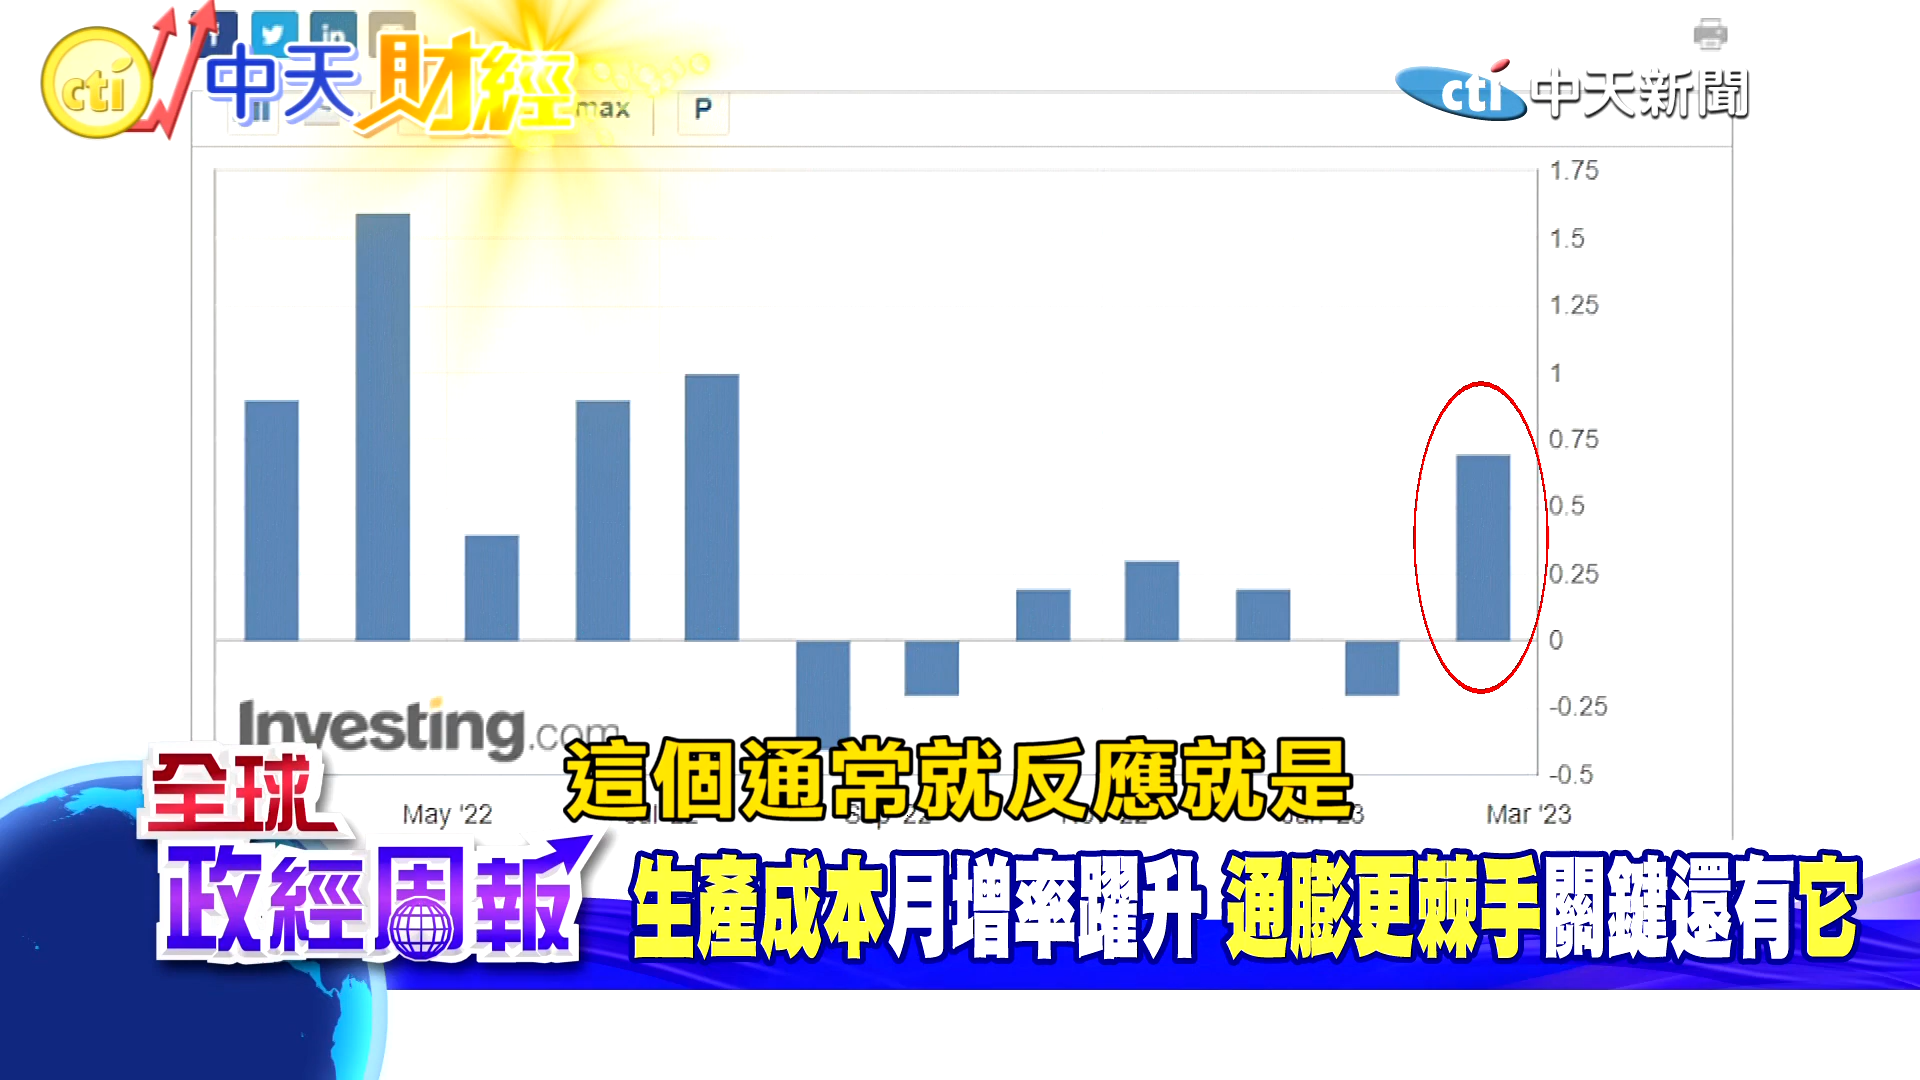 cti 中天財經
cti 中天新聞
max
P
1.75
1.5
1.25
1
0.75
0.5
0.25
0
-0.25
-0.5
Investing.com
May '22
Mar '23
這個通常就反應就是
全球
政經周報
生產成本月增率躍升 通膨更棘手關鍵還有它